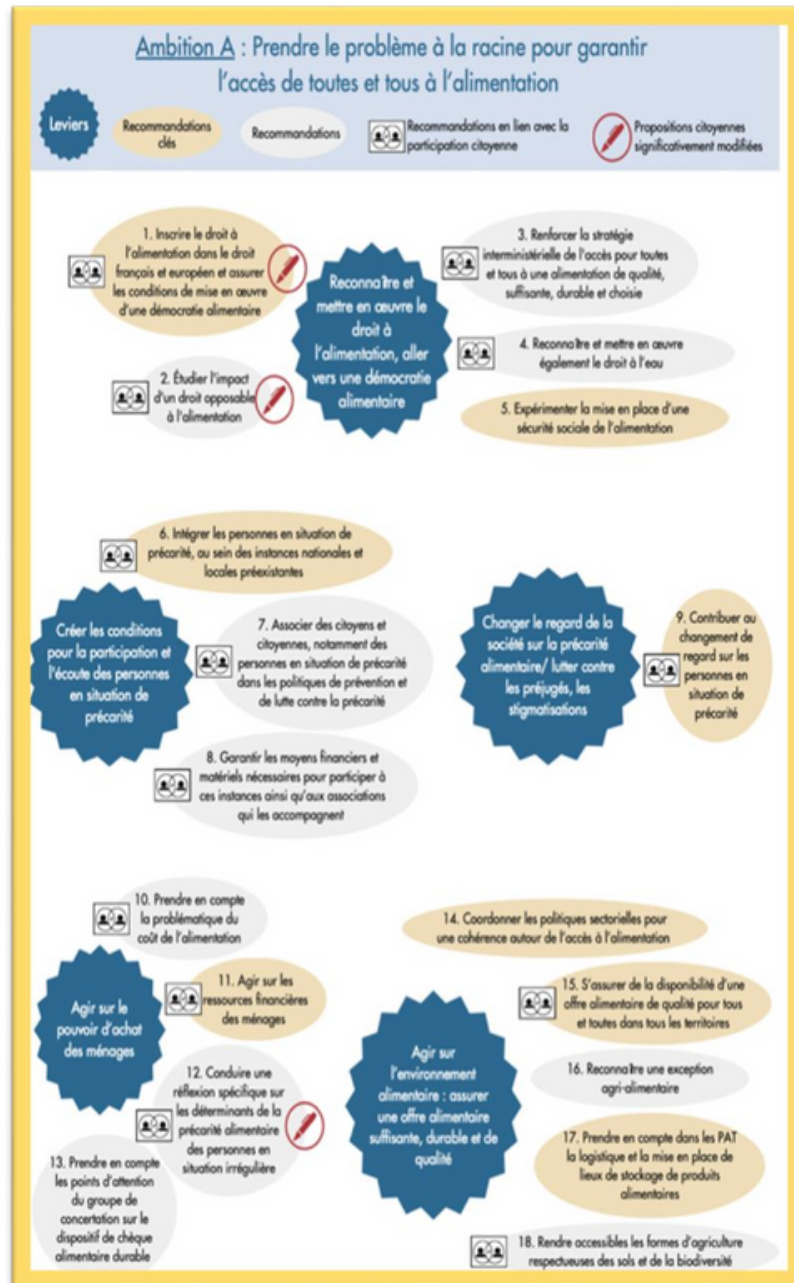 Ambition A : Prendre le problème à la racine pour garantir
l'accès de toutes et tous à l'alimentation
Leviers
Recommandations
clés
Recommandations
Recommandations en lien avec la
participation citoyenne
Propositions citoyennes
significativement modifiées
1. Inscrire le droit à
l'alimentation dans le droit
français et européen et assurer
les conditions de mise en œuvre
d'une démocratie alimentaire
2. Étudier l'impact
d'un droit opposable
à l'alimentation
Reconnaître et
mettre en œuvre le
droit à
l'alimentation, aller
vers une démocratie
alimentaire
3. Renforcer la stratégie
interministérielle de l'accès pour toutes
et tous à une alimentation de qualité,
suffisante, durable et choisie
4. Reconnaître et mettre en œuvre
également le droit à l'eau
5. Expérimenter la mise en place d'une
sécurité sociale de l'alimentation
6. Intégrer les personnes en situation de
précarité, au sein des instances nationales et
locales préexistantes
Créer les conditions
pour la participation et
l'écoute des personnes
en situation de
précarité
7. Associer des citoyens et
citoyennes, notamment des
personnes en situation de précarité
dans les politiques de prévention et
de lutte contre la précarité
8. Garantir les moyens financiers et
matériels nécessaires pour participer à
ces instances ainsi qu'aux associations
qui les accompagnent
Changer le regard de la
société sur la précarité
alimentaire/ lutter contre
les préjugés, les
stigmatisations
9. Contribuer au
changement de
regard sur les
personnes en
situation de
précarité
10. Prendre en compte
la problématique du
coût de l'alimentation
Agir sur le
pouvoir d'achat
des ménages
11. Agir sur les
ressources financières
des ménages
12. Conduire une
réflexion spécifique sur
les déterminants de la
précarité alimentaire
des personnes en
situation irrégulière
13. Prendre en compte
les points d'attention
du groupe de
concertation sur le
dispositif de chèque
alimentaire durable
14. Coordonner les politiques sectorielles pour
une cohérence autour de l'accès à l'alimentation
Agir sur
l'environnement
alimentaire : assurer
une offre alimentaire
suffisante, durable et de
qualité
15. S'assurer de la disponibilité d'une
offre alimentaire de qualité pour tous
et toutes dans tous les territoires
16. Reconnaître une exception
agri-alimentaire
17. Prendre en compte dans les PAT
la logistique et la mise en place de
lieux de stockage de produits
alimentaires
18. Rendre accessibles les formes d'agriculture
respectueuses des sols et de la biodiversité